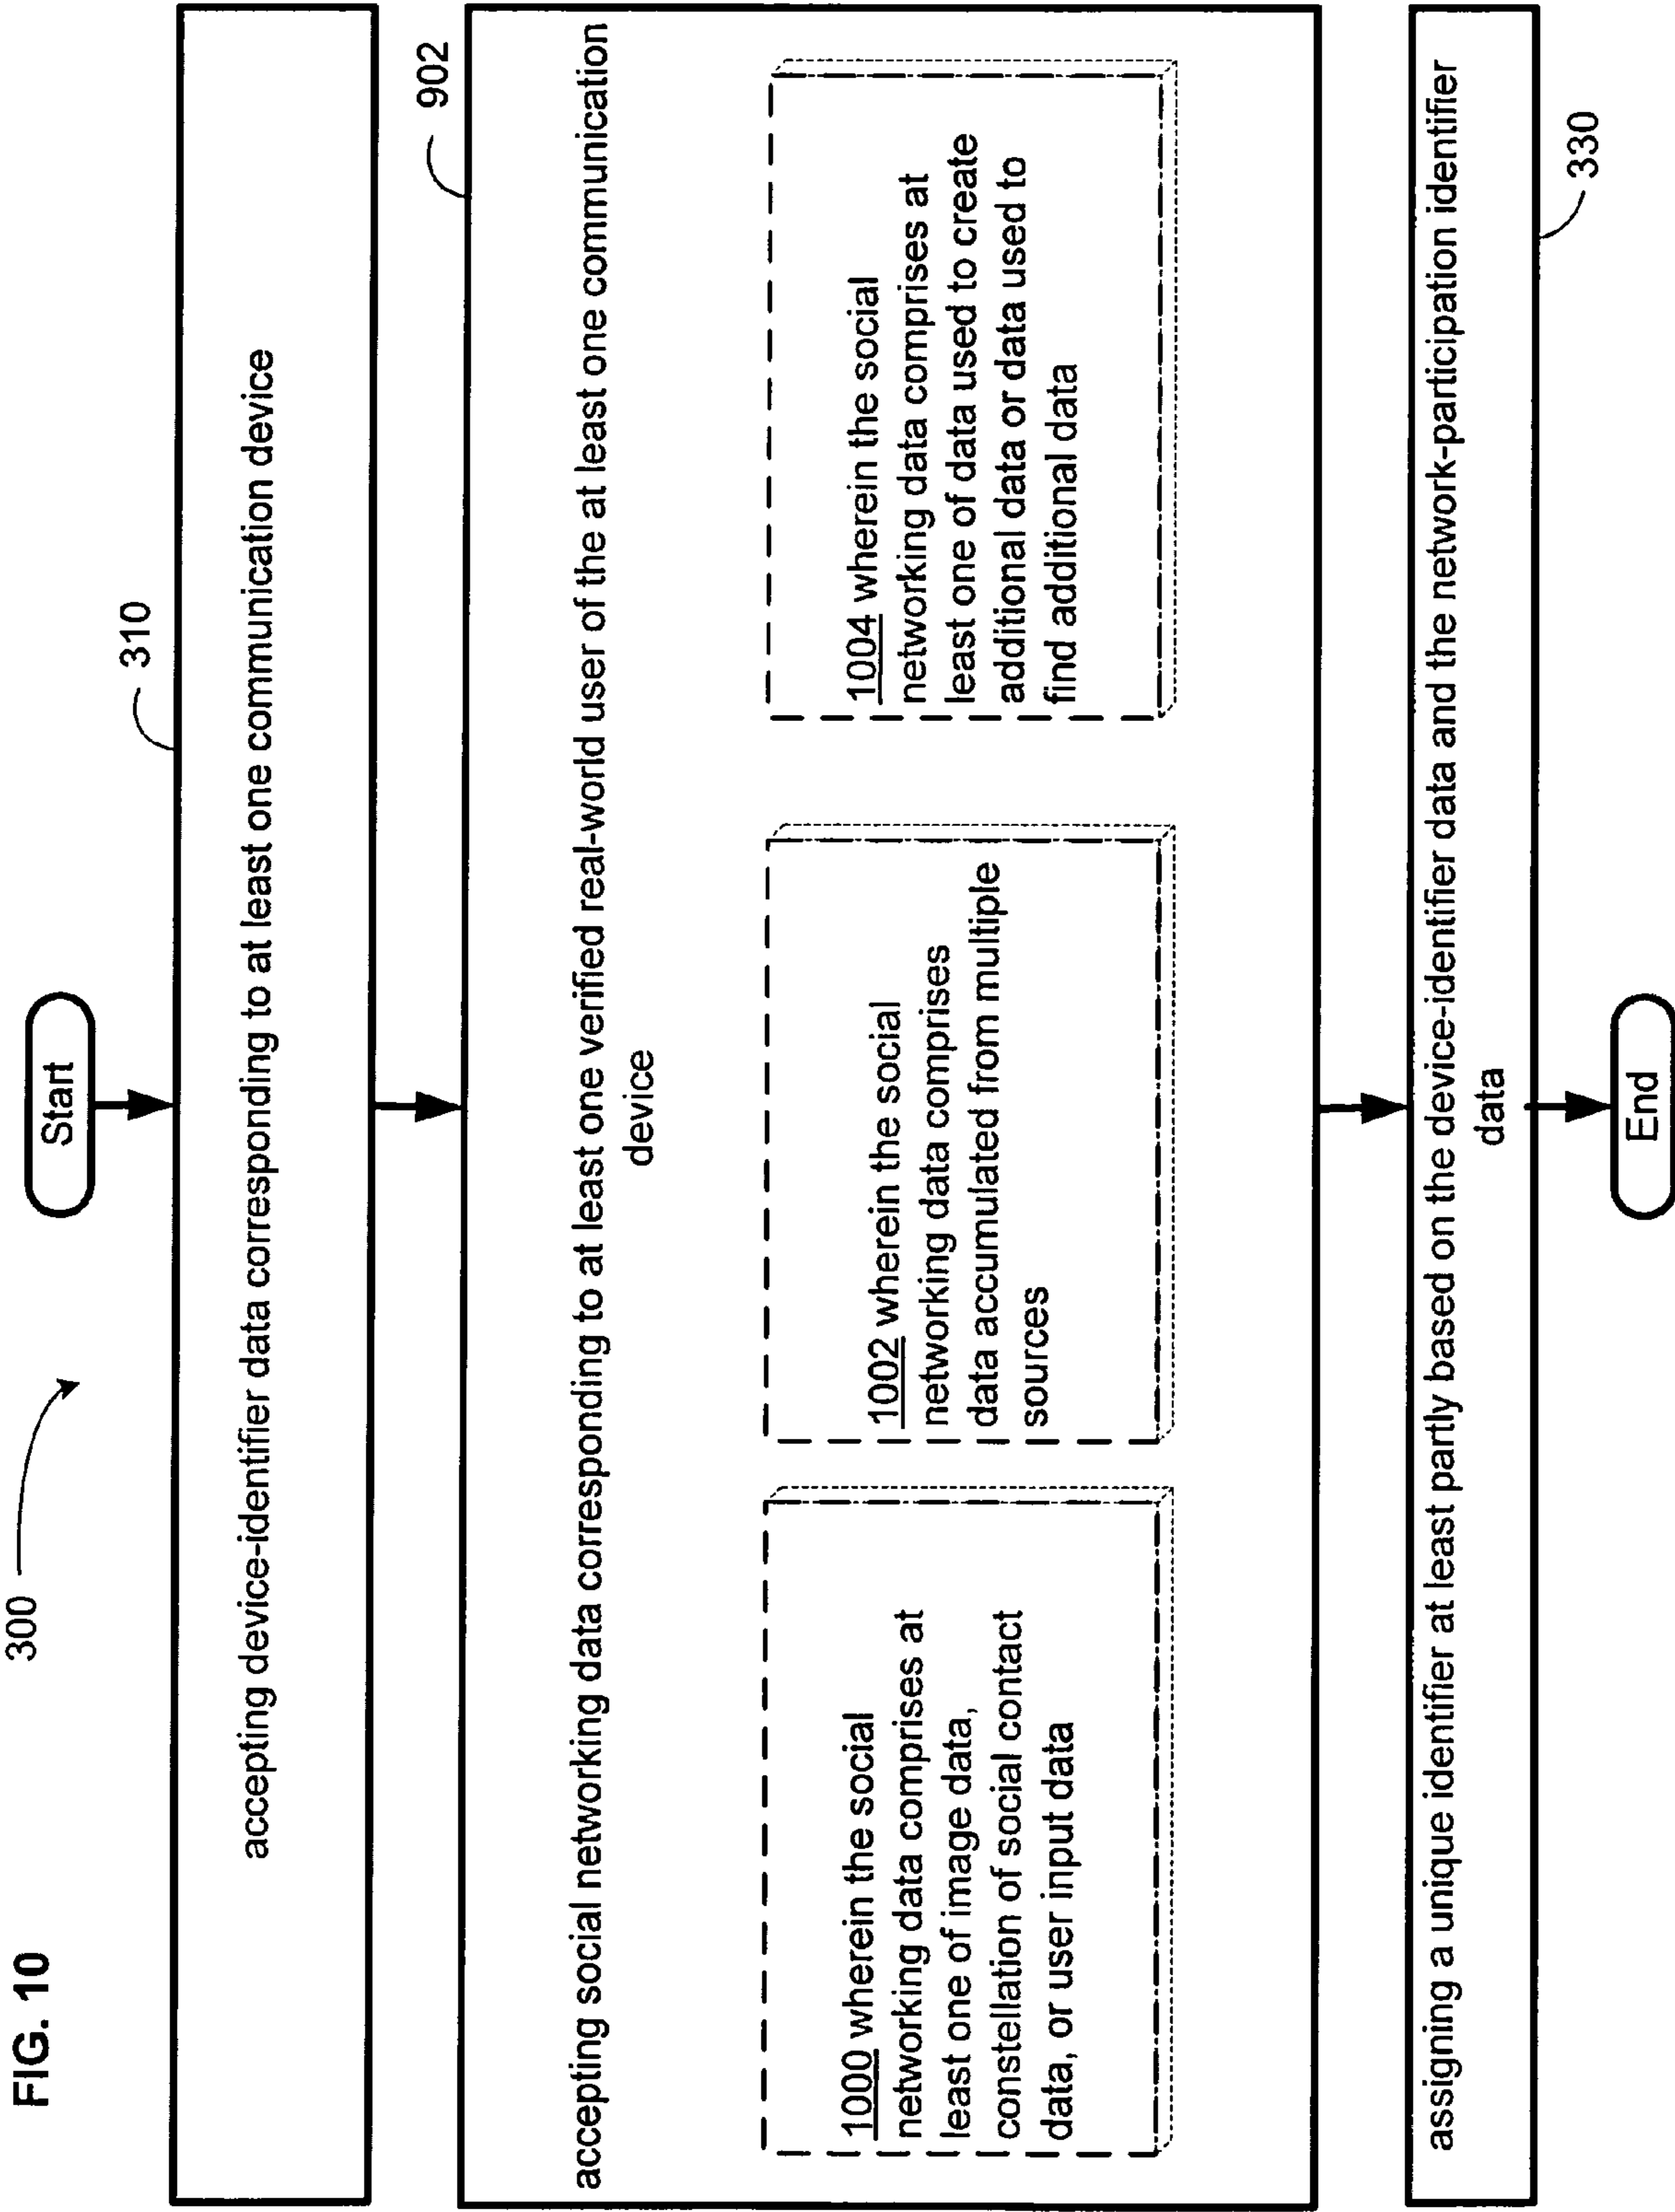 FIG. 10
300
Start
310
accepting device-identifier data corresponding to at least one communication device
902
accepting social networking data corresponding to at least one verified real-world user of the at least one communication
device
1000 wherein the social
networking data comprises at
least one of image data,
constellation of social contact
data, or user input data
1002 wherein the social
networking data comprises
data accumulated from multiple
sources
1004 wherein the social
networking data comprises at
least one of data used to create
additional data or data used to
find additional data
assigning a unique identifier at least partly based on the device-identifier data and the network-participation identifier
data
330
End